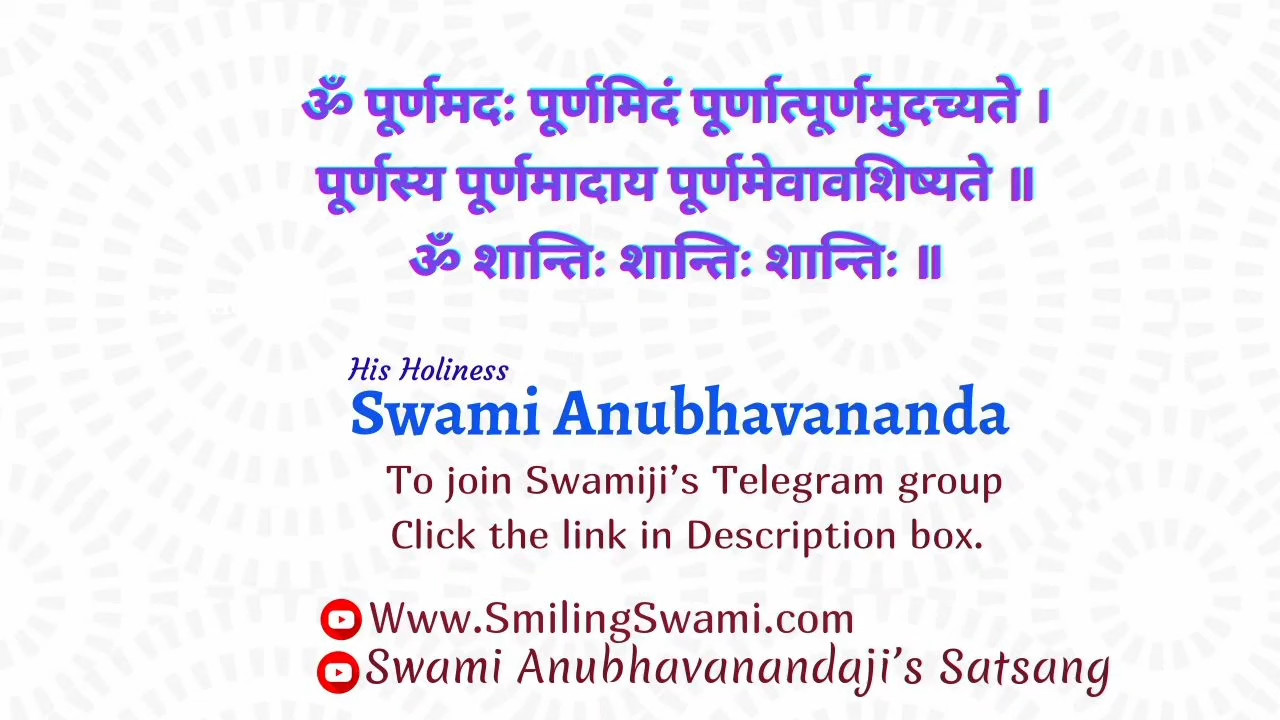 ॐ पूर्णमदः पूर्णमिदं पूर्णात्पूर्णमुदच्यते ।
पूर्णस्य पूर्णमादाय पूर्णमेवावशिष्यते ॥
ॐ शान्तिः शान्तिः शान्तिः ॥
His Holiness
Swami Anubhavananda
To join Swamiji’s Telegram group
Click the link in Description box.
Www.SmilingSwami.com
Swami Anubhavanandaji’s Satsang